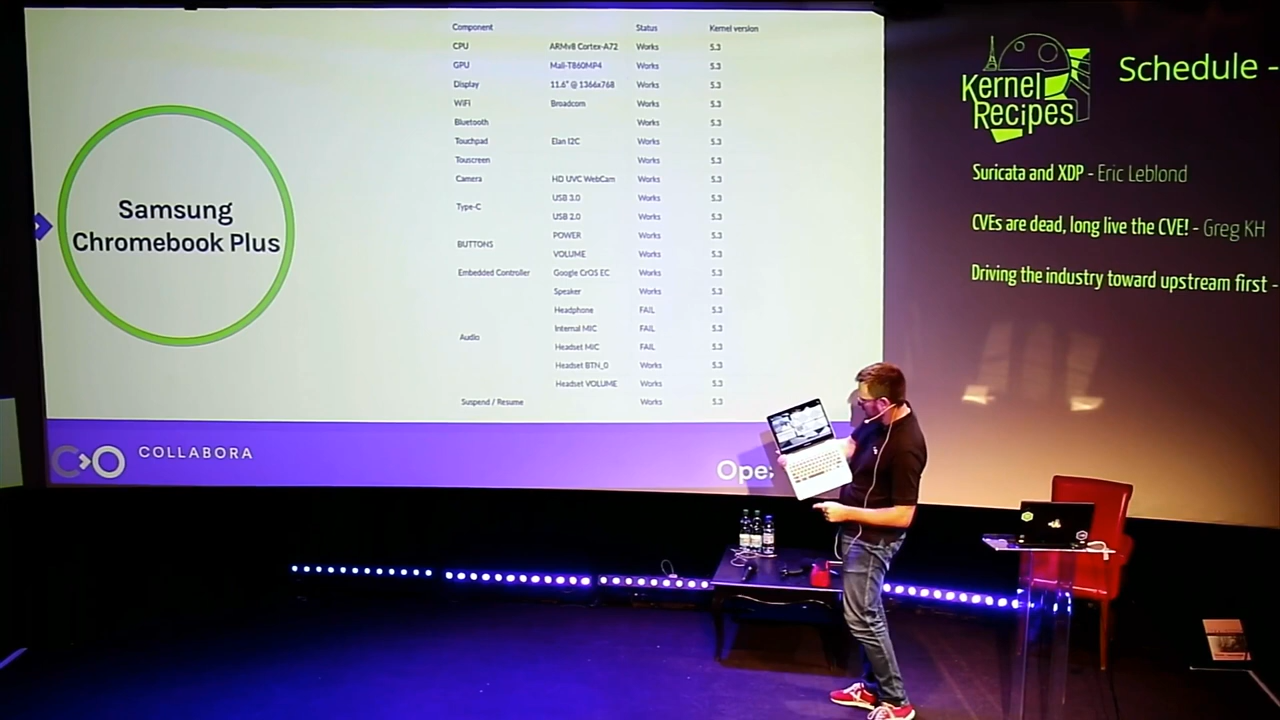 Component Status Kernel version
CPU ARMv8 Cortex-A72 Works 5.3
GPU Mali-T860MP4 Works 5.3
Display 11.6" @ 1366x768 Works 5.3
WiFi Broadcom Works 5.3
Bluetooth Works 5.3
Touchpad Elan I2C Works 5.3
Touscreen Works 5.3
Camera HD UVC WebCam Works 5.3
Type-C USB 3.0 Works 5.3
USB 2.0 Works 5.3
BUTTONS POWER Works 5.3
VOLUME Works 5.3
Embedded Controller Google CrOS EC Works 5.3
Audio Speaker Works 5.3
Headphone FAIL 5.3
Internal MIC FAIL 5.3
Headset MIC FAIL 5.3
Headset BTN_0 Works 5.3
Headset VOLUME Works 5.3
Suspend / Resume Works 5.3
Samsung
Chromebook Plus
COLLABORA
Ope
Kernel
Recipes
Schedule -
Suricata and XDP - Eric Leblond
CVEs are dead, long live the CVE! - Greg KH
Driving the industry toward upstream first -